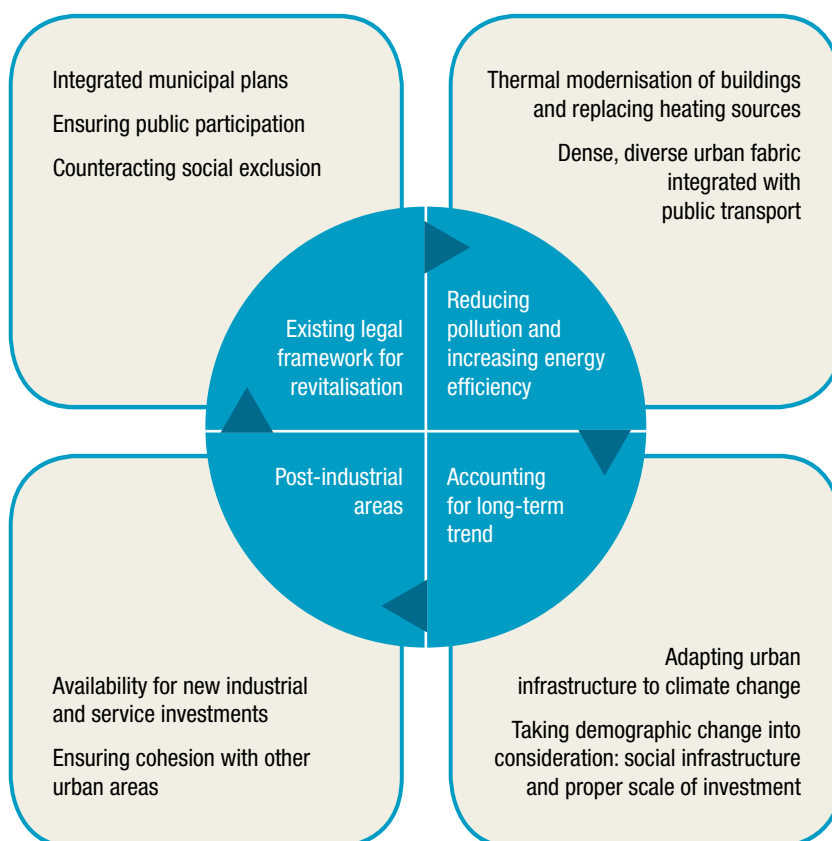 Integrated municipal plans
Ensuring public participation
Counteracting social exclusion
Thermal modernisation of buildings
and replacing heating sources
Dense, diverse urban fabric
integrated with
public transport
Existing legal
framework for
revitalisation
Reducing
pollution and
increasing energy
efficiency
Post-industrial
areas
Accounting
for long-term
trend
Availability for new industrial
and service investments
Ensuring cohesion with other
urban areas
Adapting urban
infrastructure to climate change
Taking demographic change into
consideration: social infrastructure
and proper scale of investment